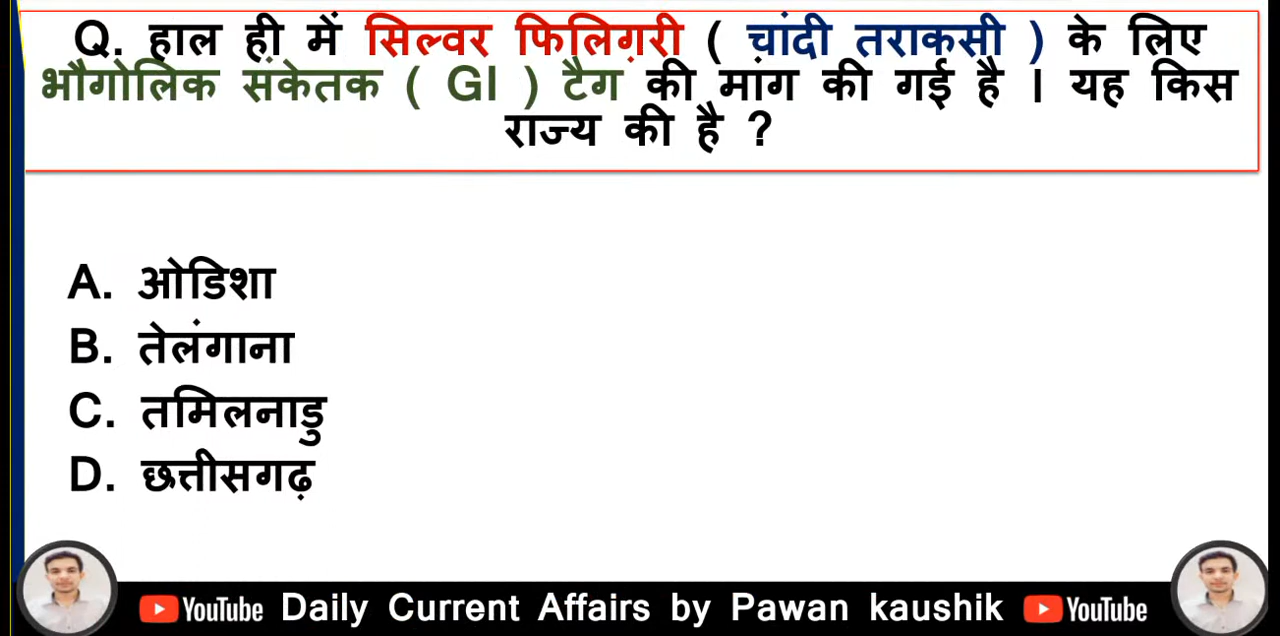 Q. हाल ही में सिल्वर फिलिग़री ( चांदी तराकसी ) के लिए
भौगोलिक संकेतक ( GI ) टैग की मांग की गई है । यह किस
राज्य की है ?
A. ओडिशा
B. तेलंगाना
C. तमिलनाडु
D. छत्तीसगढ़
YouTube Daily Current Affairs by Pawan kaushik YouTube